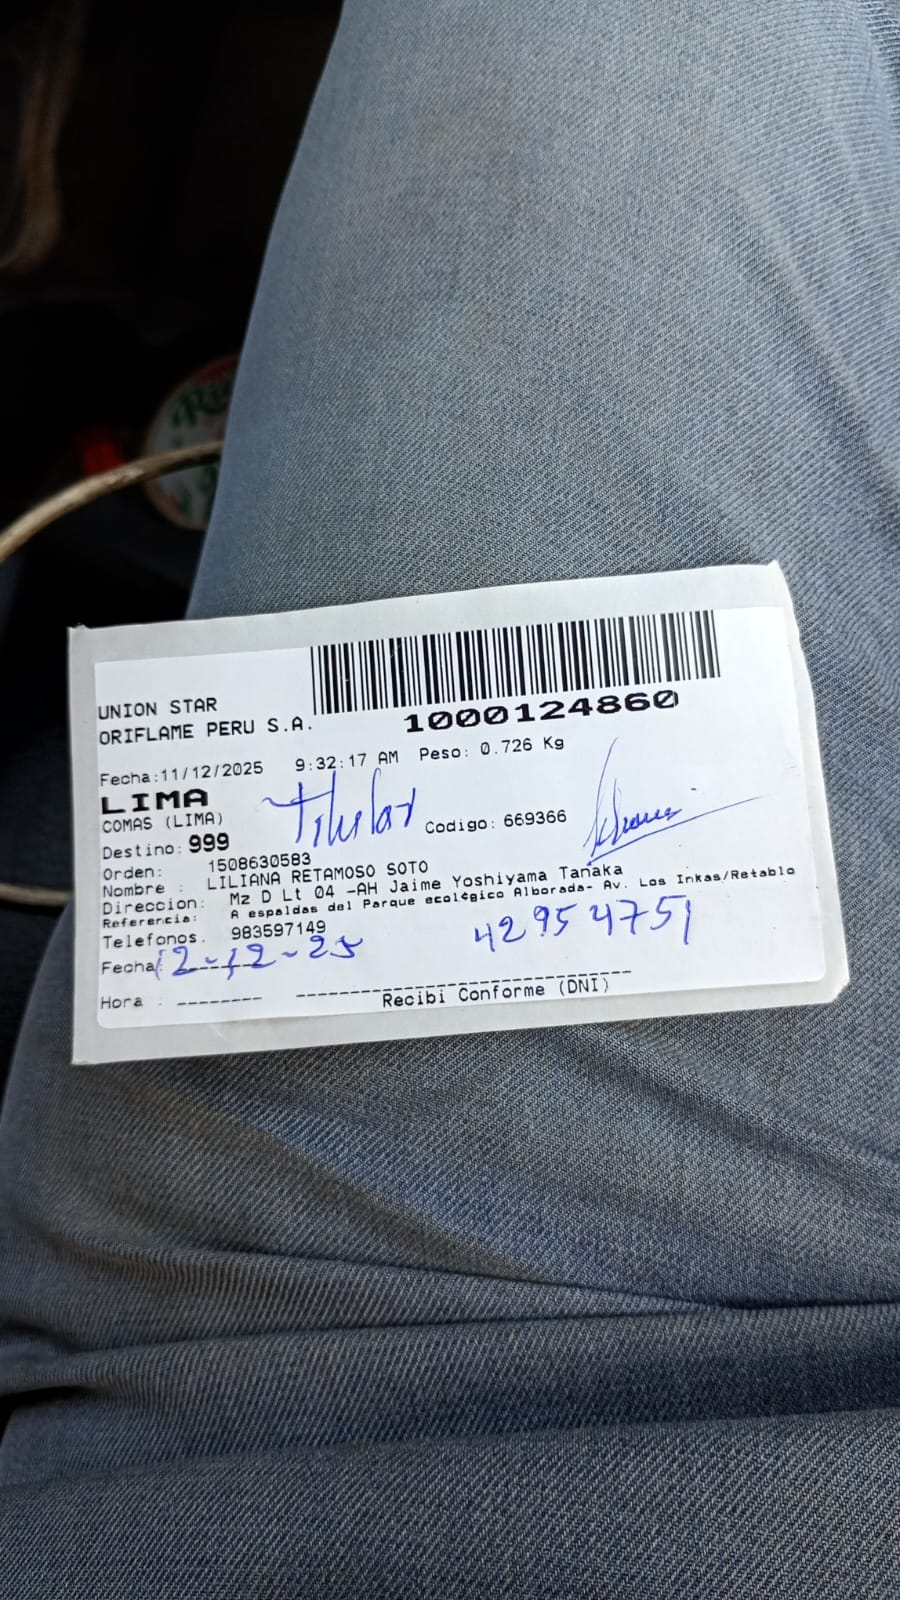 UNION STAR
ORIFLAME PERU S.A.
1000124860
Fecha:11/12/2025 9:32:17 AM Peso: 0.726 Kg
LIMA
COMAS (LIMA)
Titular
Destino: 999 Codigo: 669366
Orden: 1508630583
Nombre : LILIANA RETAMOSO SOTO
Direccion: Mz D Lt 04 -AH Jaime Yoshiyama Tanaka
Referencia: A espaldas del Parque ecol¢gico Alborada- Av. Los Inkas/Retablo
Telefonos. 983597149
Fecha: 12-12-25 42954751
Hora .
Recibi Conforme (DNI)